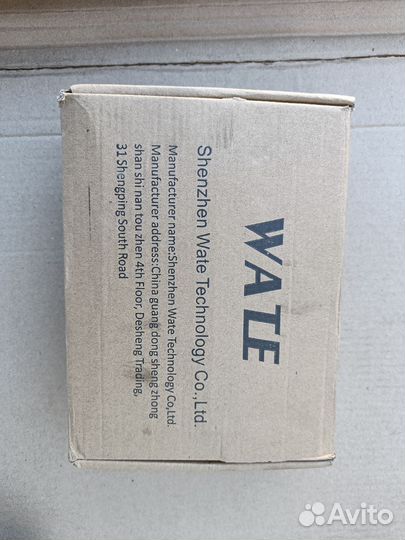 WATE
Shenzhen Wate Technology Co.,Ltd.
Manufacturer name:Shenzhen Wate Technology Co,Ltd.
Manufacturer address:China guang dong sheng zhong
shan shi nan tou zhen 4th Floor, Desheng Trading.
31 Shengping South Road
Avito